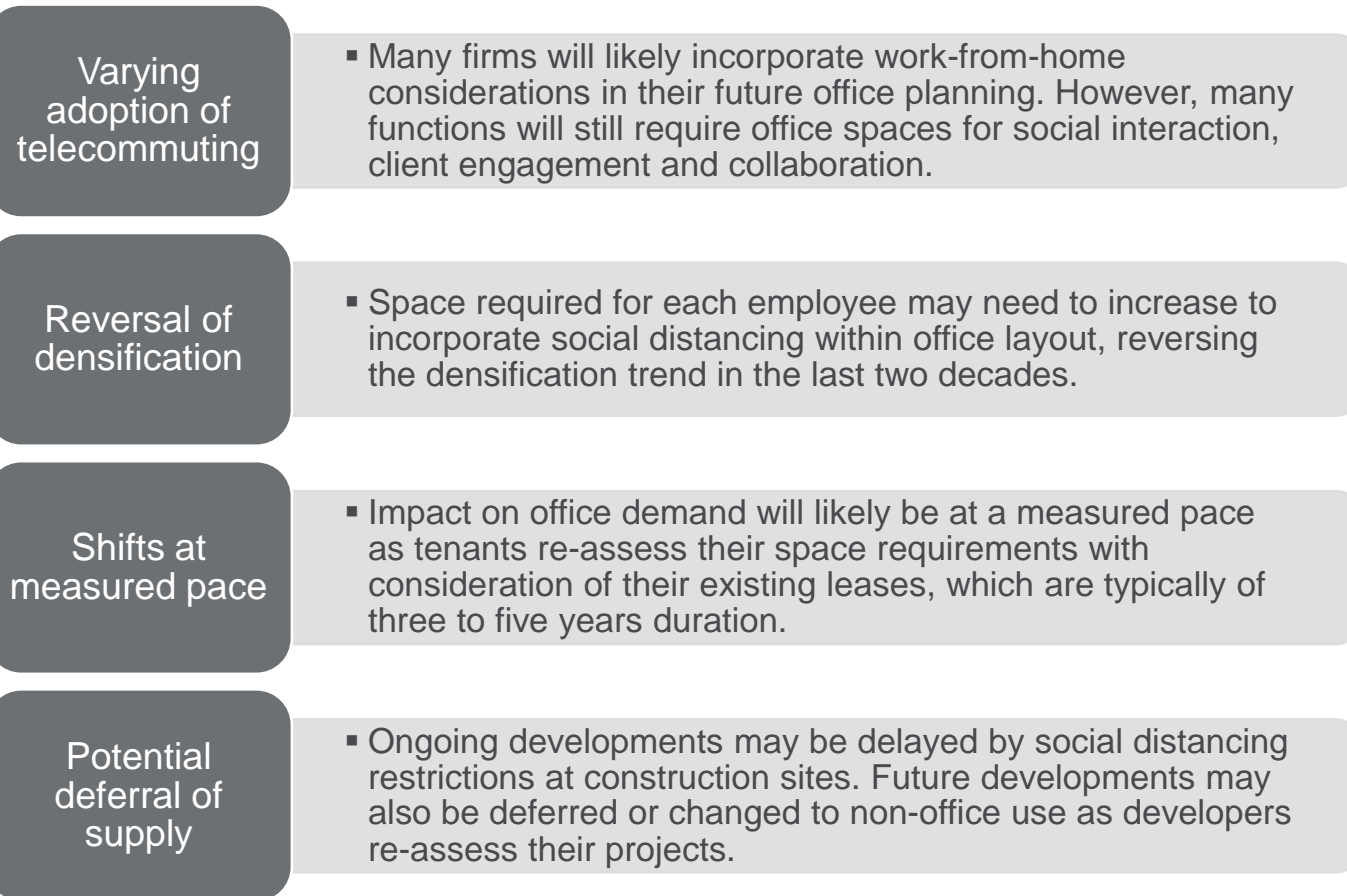 Varying
adoption of
telecommuting
▪ Many firms will likely incorporate work-from-home
considerations in their future office planning. However, many
functions will still require office spaces for social interaction,
client engagement and collaboration.
Reversal of
densification
▪ Space required for each employee may need to increase to
incorporate social distancing within office layout, reversing
the densification trend in the last two decades.
Shifts at
measured pace
▪ Impact on office demand will likely be at a measured pace
as tenants re-assess their space requirements with
consideration of their existing leases, which are typically of
three to five years duration.
Potential
deferral of
supply
▪ Ongoing developments may be delayed by social distancing
restrictions at construction sites. Future developments may
also be deferred or changed to non-office use as developers
re-assess their projects.